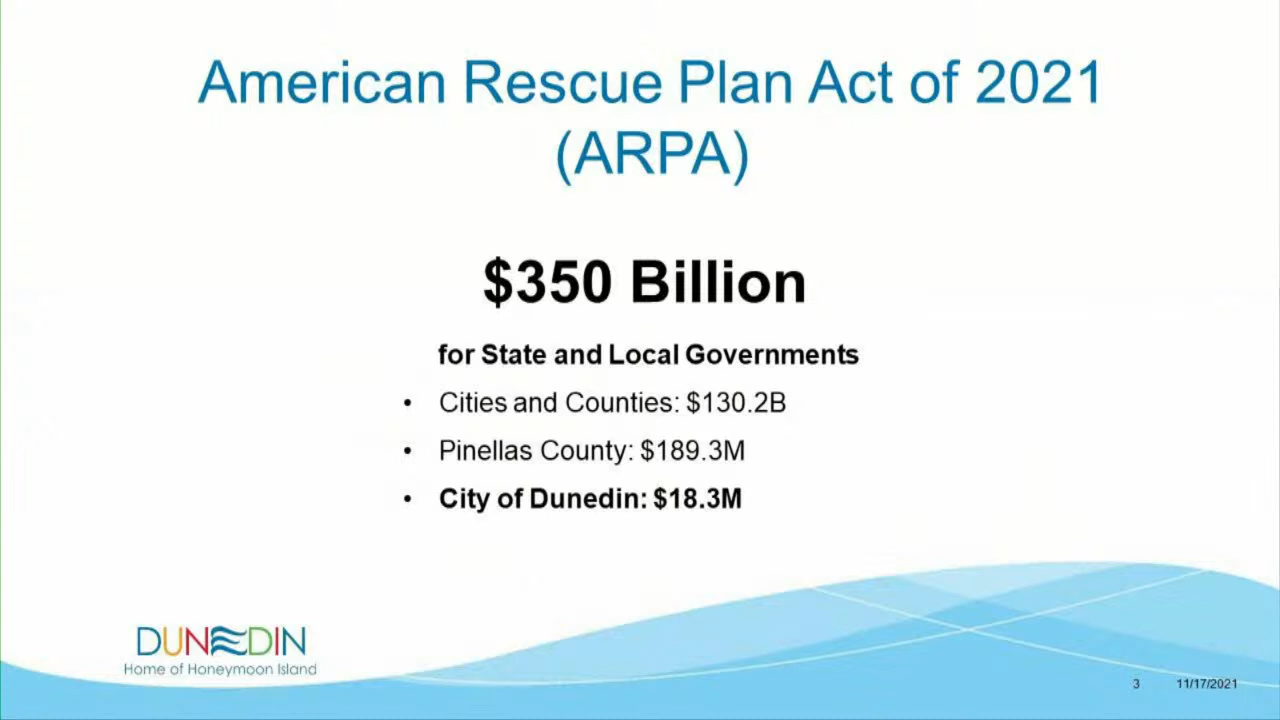 American Rescue Plan Act of 2021
(ARPA)
$350 Billion
for State and Local Governments
• Cities and Counties: $130.2B
• Pinellas County: $189.3M
• City of Dunedin: $18.3M
DUNEDIN
Home of Honeymoon Island
3 11/17/2021